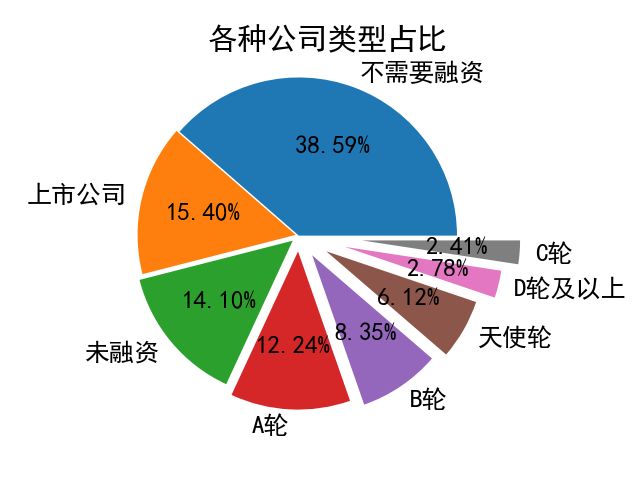 各种公司类型占比
不需要融资
38.59%
上市公司
15.40%
未融资
14.10%
A轮
12.24%
B轮
8.35%
天使轮
6.12%
D轮及以上
2.78%
C轮
2.41%